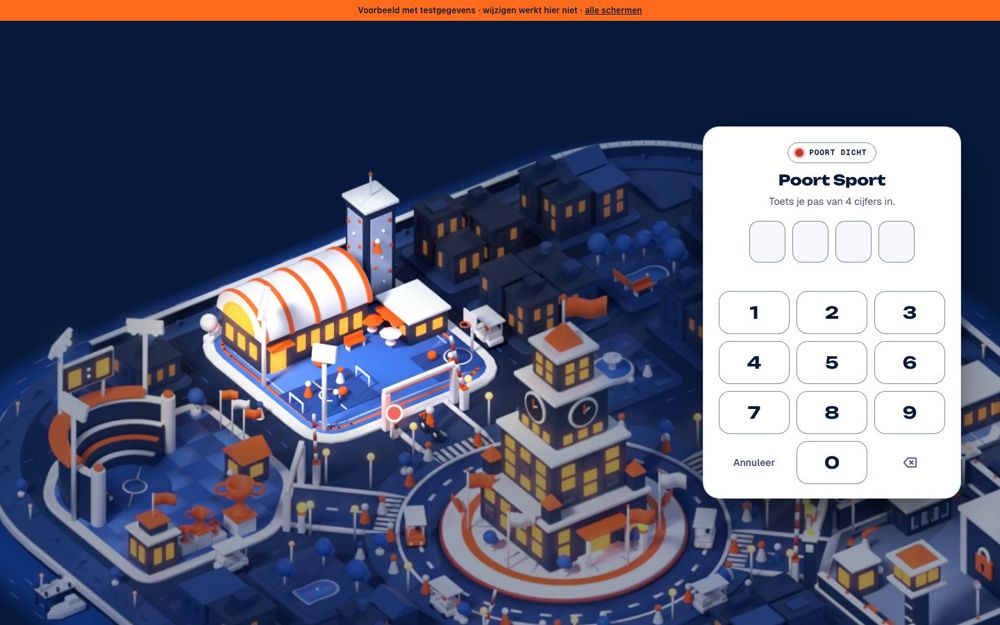 Voorbeeld met testgegevens · wijzigen werkt hier niet · alle schermen
POORT DICHT
Poort Sport
Toets je pas van 4 cijfers in.
1 2 3
4 5 6
7 8 9
Annuleer 0